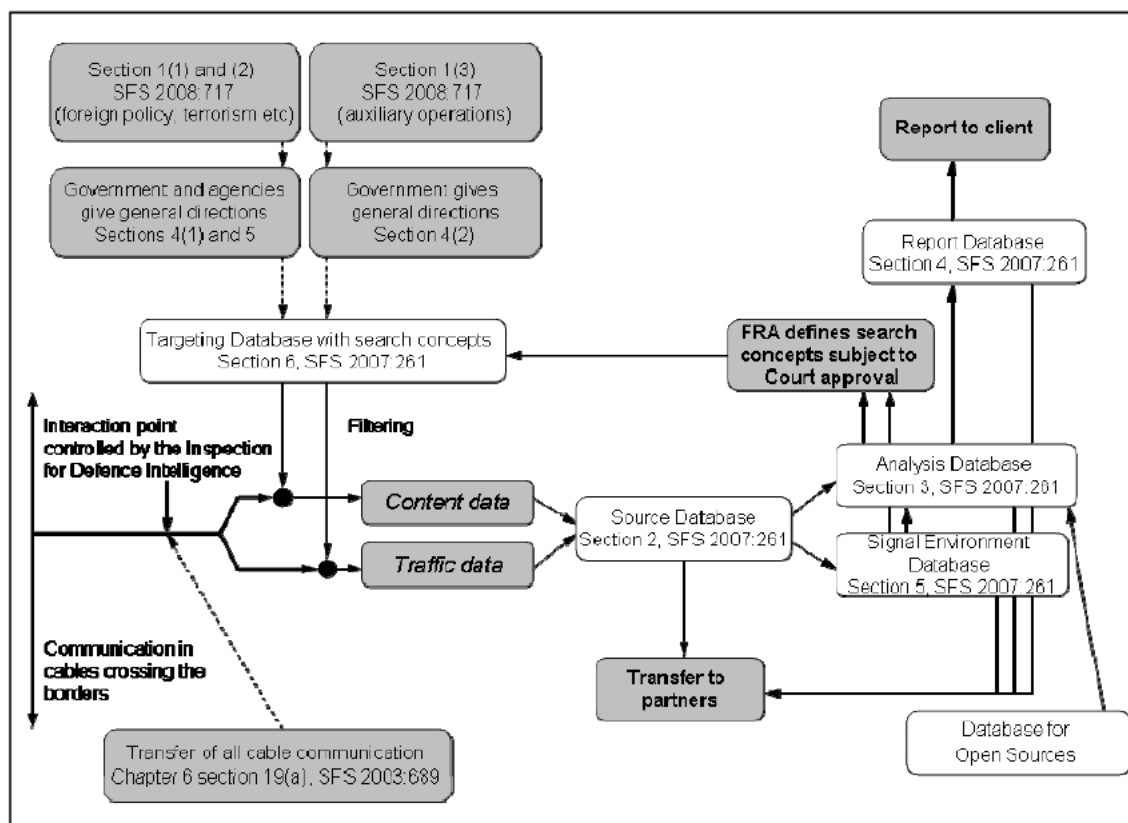 Section 1(1) and (2)
SFS 2008:717
(foreign policy, terrorism etc)
Section 1(3)
SFS 2008:717
(auxiliary operations)
Report to client
Government and agencies
give general directions
Sections 4(1) and 5
Government gives
general directions
Section 4(2)
Report Database
Section 4, SFS 2007:261
Targeting Database with search concepts
Section 6, SFS 2007:261
FRA defines search
concepts subject to
Court approval
Interaction point
controlled by the Inspection
for Defence Intelligence
Filtering
Analysis Database
Section 3, SFS 2007:261
Content data
Source Database
Section 2, SFS 2007:261
Traffic data
Signal Environment
Database
Section 5, SFS 2007:261
Communication in
cables crossing the
borders
Transfer to
partners
Database for
Open Sources
Transfer of all cable communication
Chapter 6 section 19(a), SFS 2003:689